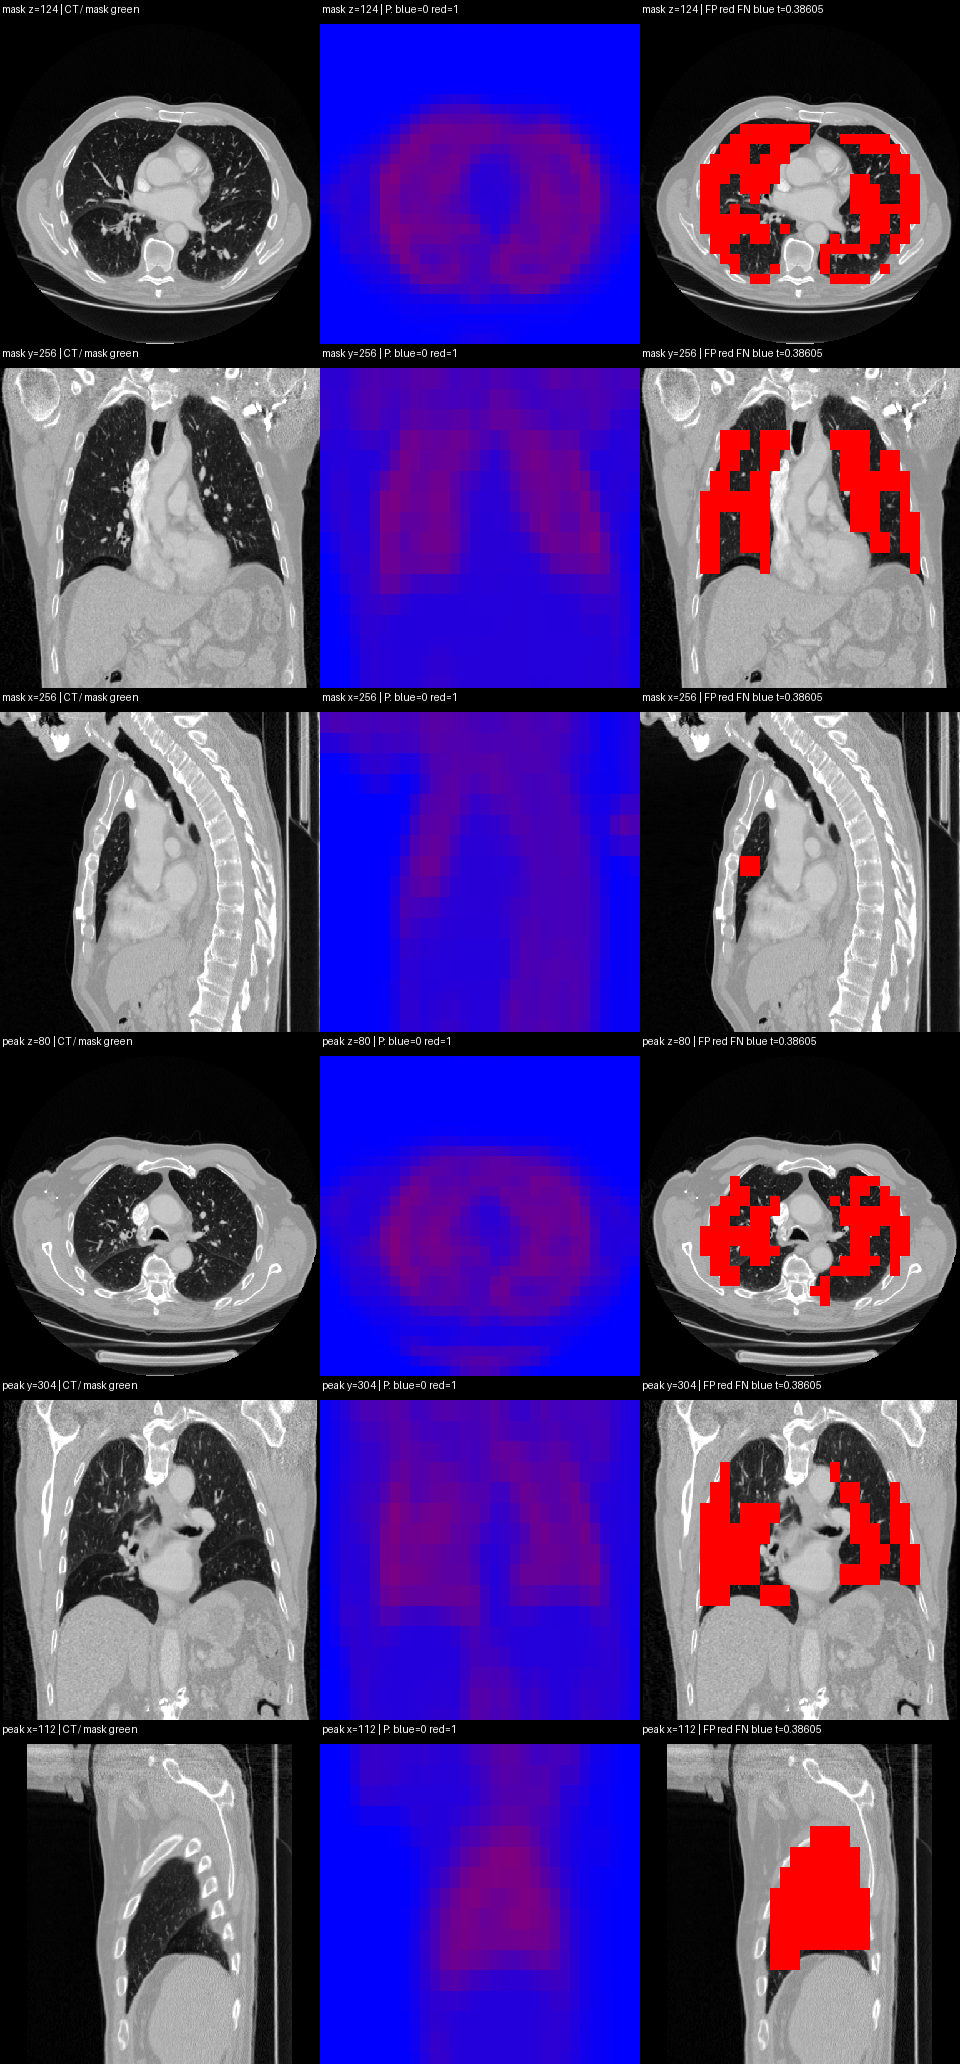 mask z=124 | CT / mask green
mask z=124 | P: blue=0 red=1
mask z=124 | FP red FN blue t=0.38605
mask y=256 | CT / mask green
mask y=256 | P: blue=0 red=1
mask y=256 | FP red FN blue t=0.38605
mask x=256 | CT / mask green
mask x=256 | P: blue=0 red=1
mask x=256 | FP red FN blue t=0.38605
peak z=80 | CT / mask green
peak z=80 | P: blue=0 red=1
peak z=80 | FP red FN blue t=0.38605
peak y=304 | CT / mask green
peak y=304 | P: blue=0 red=1
peak y=304 | FP red FN blue t=0.38605
peak x=112 | CT / mask green
peak x=112 | P: blue=0 red=1
peak x=112 | FP red FN blue t=0.38605